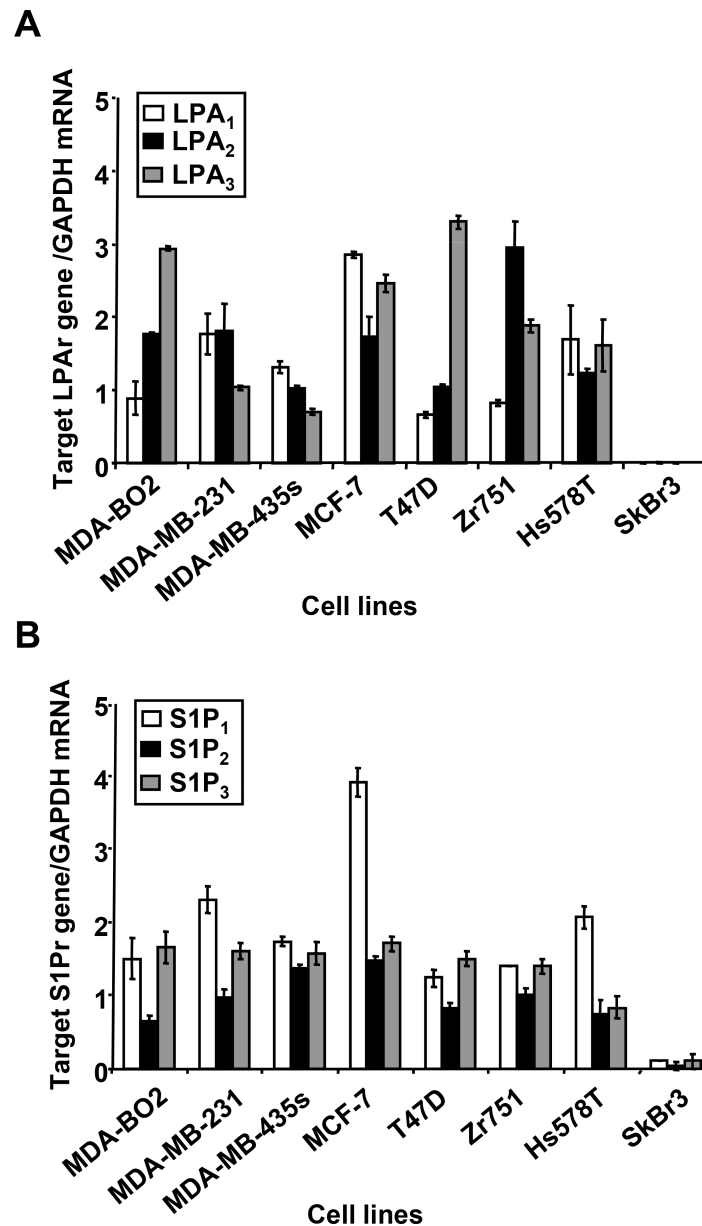 A
Target LPAr gene /GAPDH mRNA
5
4
3
2
1
0
LPA1
LPA2
LPA3
MDA-BO2
MDA-MB-231
MDA-MB-435s
MCF-7
T47D
Zr751
Hs578T
SkBr3
Cell lines
B
Target S1Pr gene/GAPDH mRNA
5
4
3
2
1
0
S1P1
S1P2
S1P3
MDA-BO2
MDA-MB-231
MDA-MB-435s
MCF-7
T47D
Zr751
Hs578T
SkBr3
Cell lines